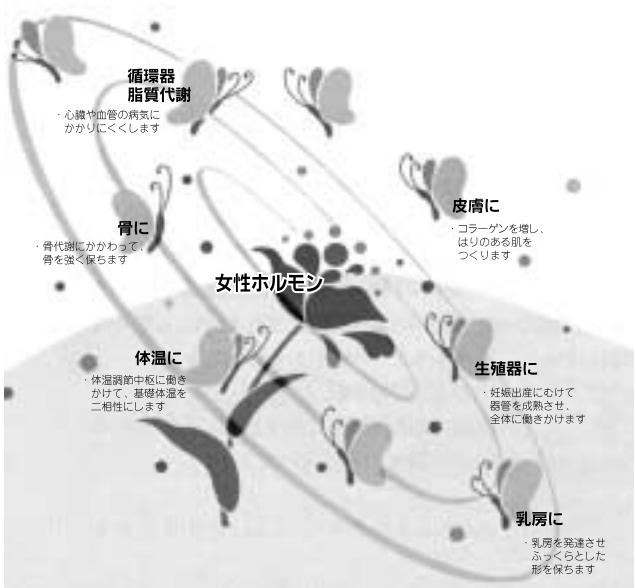 循環器
脂質代謝
・心臓や血管の病気に
かかりにくくします
皮膚に
・コラーゲンを増し、
はりのある肌を
つくります
骨に
・骨代謝にかかわって、
骨を強く保ちます
女性ホルモン
体温に
・体温調節中枢に働き
かけて、基礎体温を
二相性にします
生殖器に
・妊娠出産にむけて
器管を成熟させ、
全体に働きかけます
乳房に
・乳房を発達させ
ふっくらとした
形を保ちます